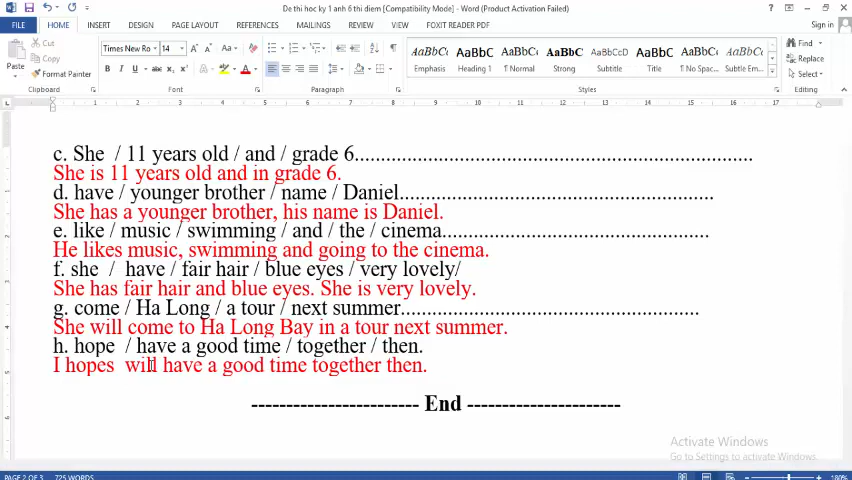 De thi hoc ky 1 anh 6 thi diem [Compatibility Mode] - Word (Product Activation Failed)
FILE HOME INSERT DESIGN PAGE LAYOUT REFERENCES MAILINGS REVIEW VIEW FOXIT READER PDF Sign in
Paste Cut Copy Format Painter
Times New Ro 14
AaBbCc AaBbC AaBbCc AaBbC AaBbCcD AaBbC AaBbC AaBbCc
Emphasis Heading 1 ¶ Normal Strong Subtitle Title ¶ No Spac... Subtle Em...
Find Replace Select
Clipboard Font Paragraph Styles Editing
c. She / 11 years old / and / grade 6............................................................................
She is 11 years old and in grade 6.
d. have / younger brother / name / Daniel............................................................
She has a younger brother, his name is Daniel.
e. like / music / swimming / and / the / cinema...................................................
He likes music, swimming and going to the cinema.
f. she / have / fair hair / blue eyes / very lovely/
She has fair hair and blue eyes. She is very lovely.
g. come / Ha Long / a tour / next summer.........................................................
She will come to Ha Long Bay in a tour next summer.
h. hope / have a good time / together / then.
I hopes will have a good time together then.
------------------------ End ----------------------
Activate Windows
Go to Settings to activate Windows.
PAGE 2 OF 3 725 WORDS 180%